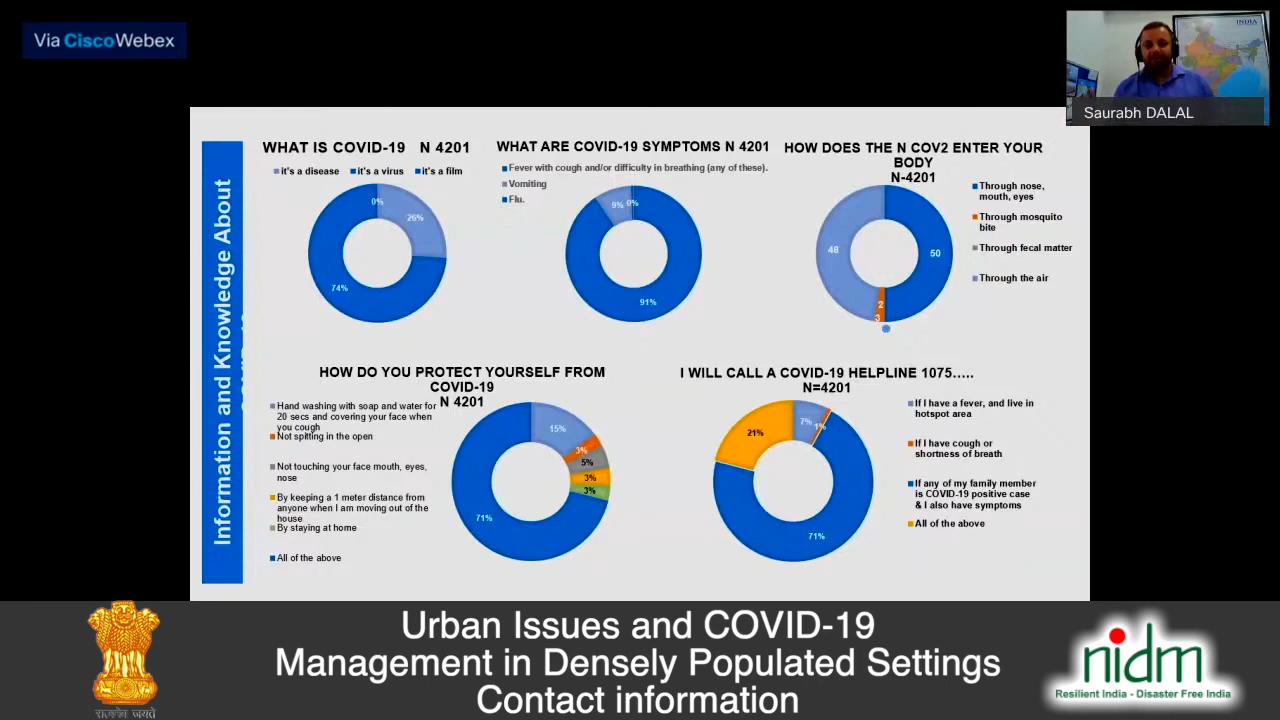 Via CiscoWebex
INDIA
Saurabh DALAL
Information and Knowledge About
WHAT IS COVID-19 N 4201
it's a disease it's a virus it's a film
0%
26%
74%
WHAT ARE COVID-19 SYMPTOMS N 4201
Fever with cough and/or difficulty in breathing (any of these).
Vomiting
Flu.
9% 0%
91%
HOW DOES THE N COV2 ENTER YOUR
BODY
N-4201
Through nose,
mouth, eyes
Through mosquito
bite
Through fecal matter
Through the air
48
50
2
3
HOW DO YOU PROTECT YOURSELF FROM
COVID-19
N 4201
Hand washing with soap and water for
20 secs and covering your face when
you cough
Not spitting in the open
Not touching your face mouth, eyes,
nose
By keeping a 1 meter distance from
anyone when I am moving out of the
house
By staying at home
All of the above
15%
3%
5%
3%
3%
71%
I WILL CALL A COVID-19 HELPLINE 1075.....
N=4201
If I have a fever, and live in
hotspot area
If I have cough or
shortness of breath
If any of my family member
is COVID-19 positive case
& I also have symptoms
All of the above
7% 1%
21%
71%
Urban Issues and COVID-19
Management in Densely Populated Settings
Contact information
सत्यमेव जयते
nidm
Resilient India - Disaster Free India